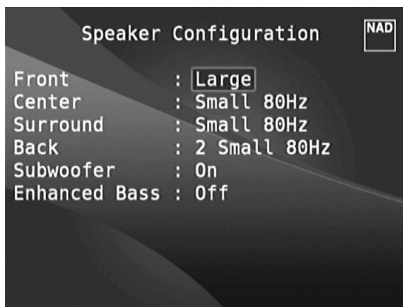 Speaker Configuration
NAD
Front : Large
Center : Small 80Hz
Surround : Small 80Hz
Back : 2 Small 80Hz
Subwoofer : On
Enhanced Bass : Off